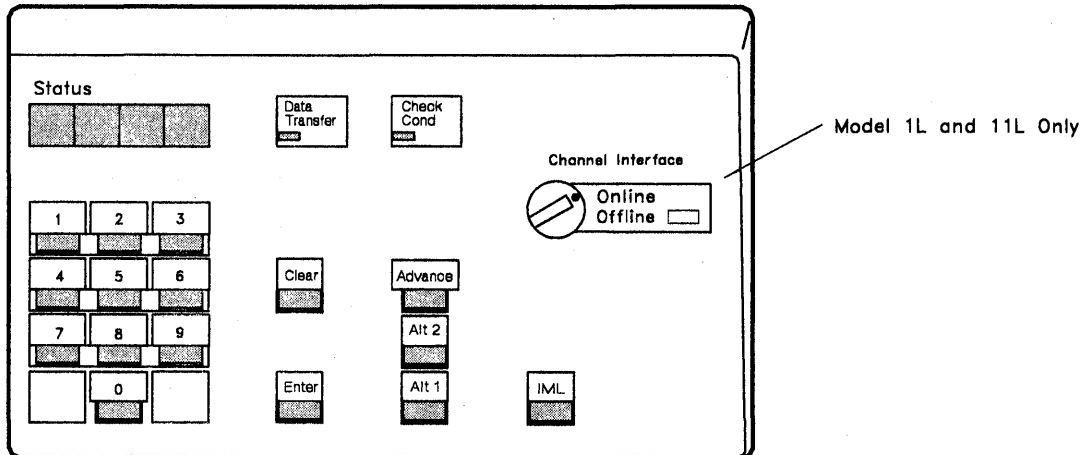 Status
Data
Transfer
Check
Cond
Model 1L and 11L Only
Channel Interface
Online
Offline
1 2 3
4 5 6
Clear
Advance
7 8 9
Alt 2
0
Enter
Alt 1
IML